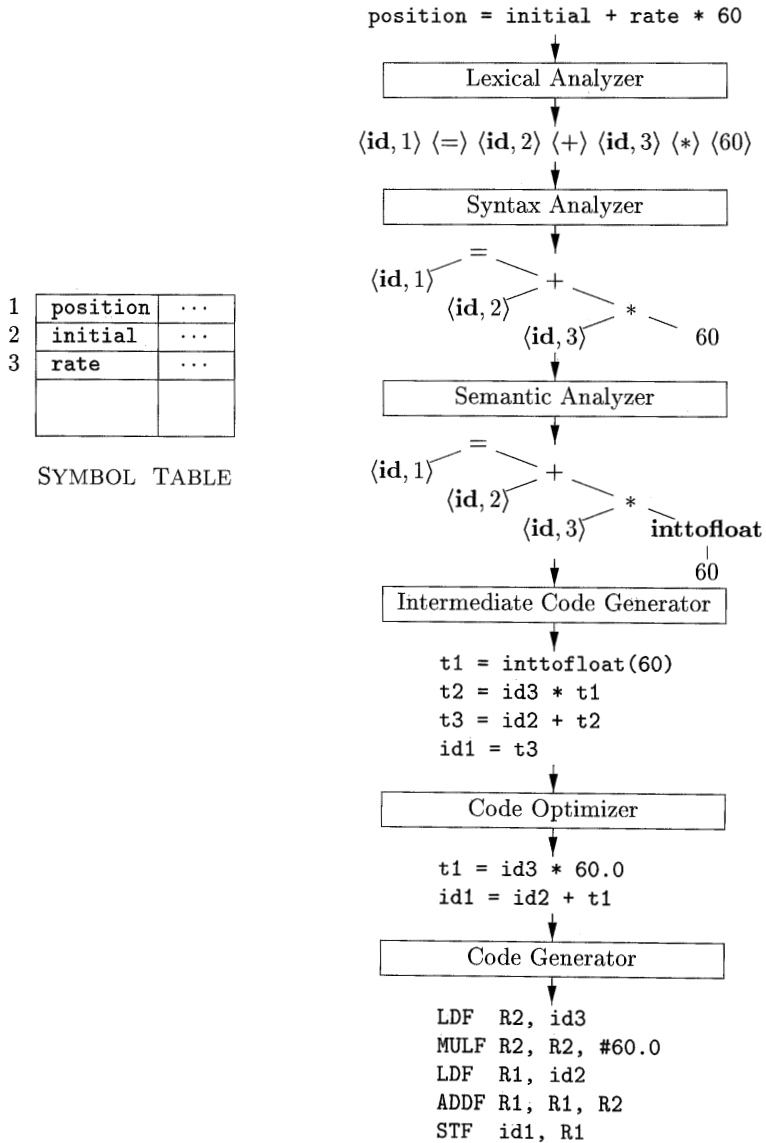 position = initial + rate * 60
Lexical Analyzer
⟨id, 1⟩ ⟨=⟩ ⟨id, 2⟩ ⟨+⟩ ⟨id, 3⟩ ⟨*⟩ ⟨60⟩
Syntax Analyzer
=
⟨id, 1⟩ +
⟨id, 2⟩ *
⟨id, 3⟩ 60
1 position ...
2 initial ...
3 rate ...
SYMBOL TABLE
Semantic Analyzer
=
⟨id, 1⟩ +
⟨id, 2⟩ *
⟨id, 3⟩ inttofloat
60
Intermediate Code Generator
t1 = inttofloat(60)
t2 = id3 * t1
t3 = id2 + t2
id1 = t3
Code Optimizer
t1 = id3 * 60.0
id1 = id2 + t1
Code Generator
LDF R2, id3
MULF R2, R2, #60.0
LDF R1, id2
ADDF R1, R1, R2
STF id1, R1